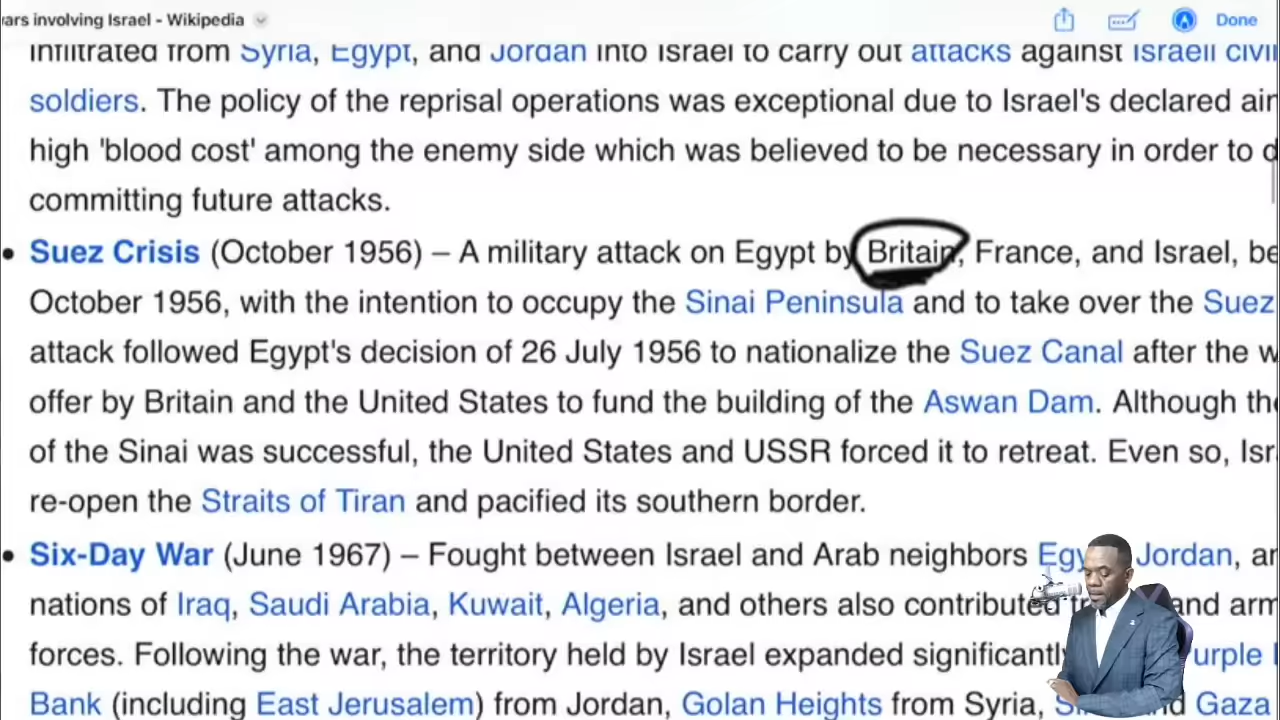 ars involving Israel - Wikipedia
Done
infiltrated from Syria, Egypt, and Jordan into Israel to carry out attacks against Israeli civil
soldiers. The policy of the reprisal operations was exceptional due to Israel's declared ai
high 'blood cost' among the enemy side which was believed to be necessary in order to
committing future attacks.
• Suez Crisis (October 1956) – A military attack on Egypt by Britain, France, and Israel, be
October 1956, with the intention to occupy the Sinai Peninsula and to take over the Suez
attack followed Egypt's decision of 26 July 1956 to nationalize the Suez Canal after the
offer by Britain and the United States to fund the building of the Aswan Dam. Although th
of the Sinai was successful, the United States and USSR forced it to retreat. Even so, Isr
re-open the Straits of Tiran and pacified its southern border.
• Six-Day War (June 1967) – Fought between Israel and Arab neighbors Egy Jordan, a
nations of Iraq, Saudi Arabia, Kuwait, Algeria, and others also contributed and arm
forces. Following the war, the territory held by Israel expanded significantly urple
Bank (including East Jerusalem) from Jordan, Golan Heights from Syria, Gaza